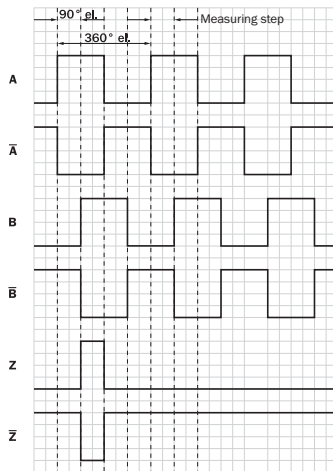 90° el.
Measuring step
360° el.
A
A̅
B
B̅
Z
Z̅